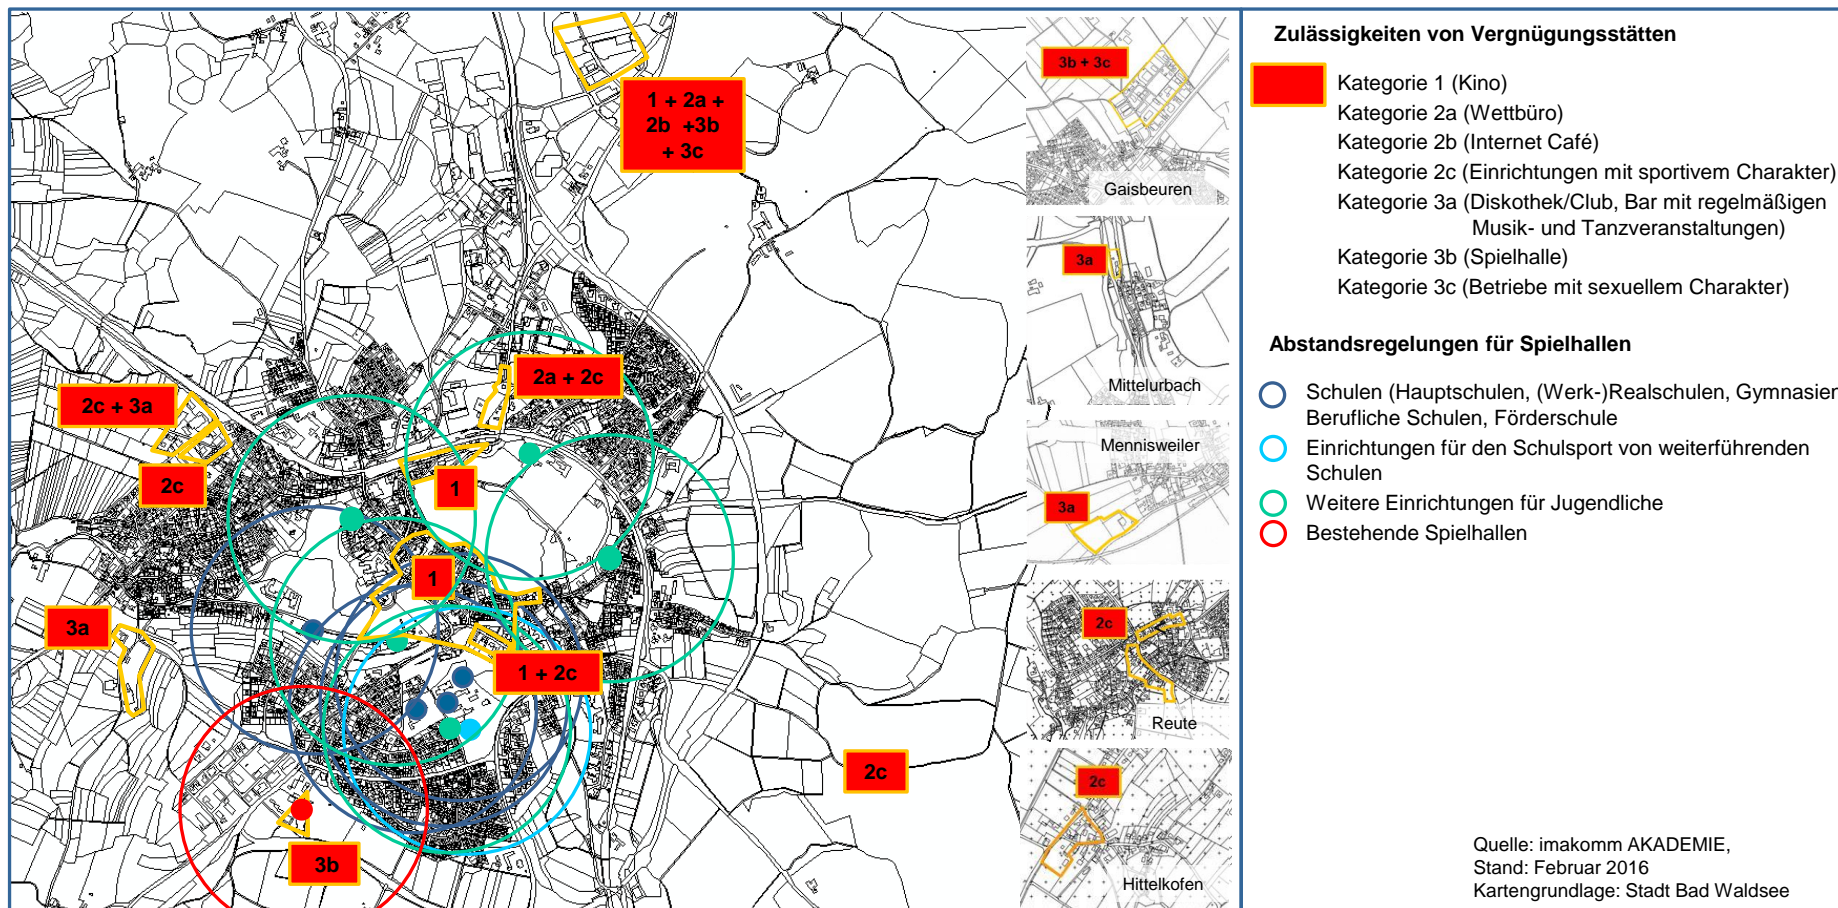 1 + 2a +
2b +3b
+ 3c
2a + 2c
2c + 3a
2c
1
1
3a
1 + 2c
2c
3b
3b + 3c
Gaisbeuren
3a
Mittelurbach
Mennisweiler
3a
2c
Reute
2c
Hittelkofen
Zulässigkeiten von Vergnügungsstätten
Kategorie 1 (Kino)
Kategorie 2a (Wettbüro)
Kategorie 2b (Internet Café)
Kategorie 2c (Einrichtungen mit sportivem Charakter)
Kategorie 3a (Diskothek/Club, Bar mit regelmäßigen
Musik- und Tanzveranstaltungen)
Kategorie 3b (Spielhalle)
Kategorie 3c (Betriebe mit sexuellem Charakter)
Abstandsregelungen für Spielhallen
Schulen (Hauptschulen, (Werk-)Realschulen, Gymnasien
Berufliche Schulen, Förderschule
Einrichtungen für den Schulsport von weiterführenden
Schulen
Weitere Einrichtungen für Jugendliche
Bestehende Spielhallen
Quelle: imakomm AKADEMIE,
Stand: Februar 2016
Kartengrundlage: Stadt Bad Waldsee